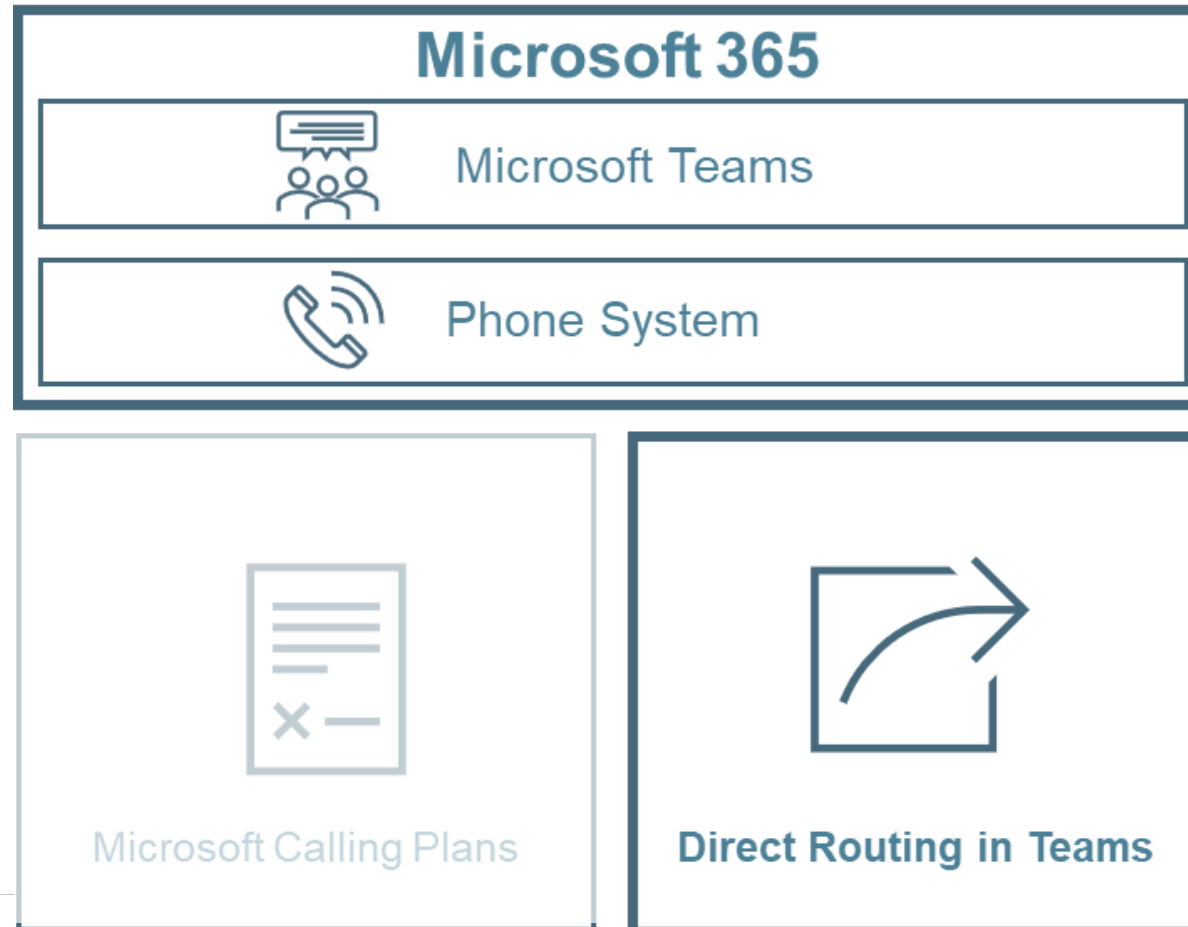 Microsoft 365
Microsoft Teams
Phone System
Microsoft Calling Plans
Direct Routing in Teams